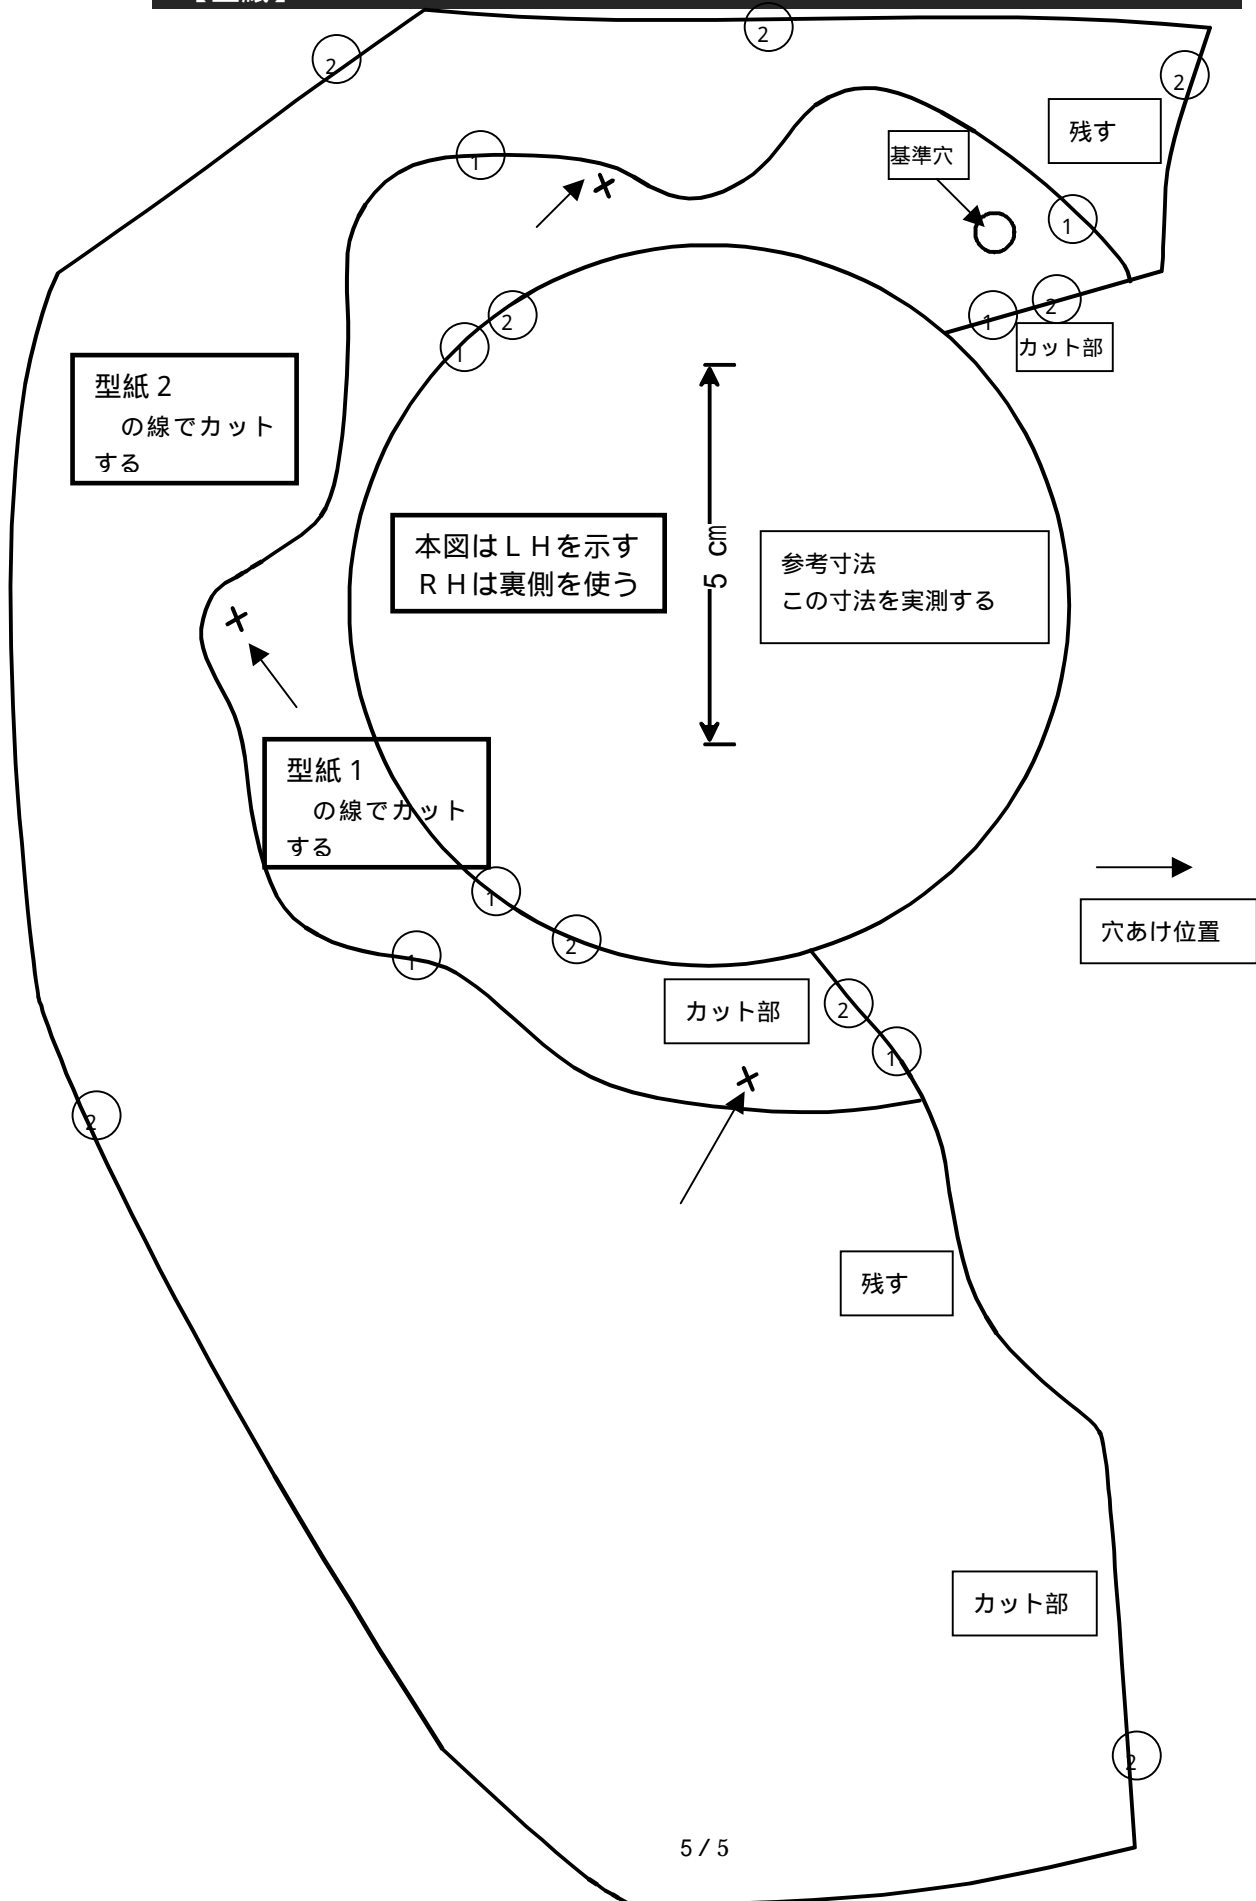 2
2
2
残す
1
基準穴
1
2
2
1
1
カット部
型紙２
の線でカット
する
本図はＬＨを示す
ＲＨは裏側を使う
5 cm
参考寸法
この寸法を実測する
型紙１
の線でカット
する
1
穴あけ位置
2
1
カット部
2
1
2
残す
カット部
2
5 / 5